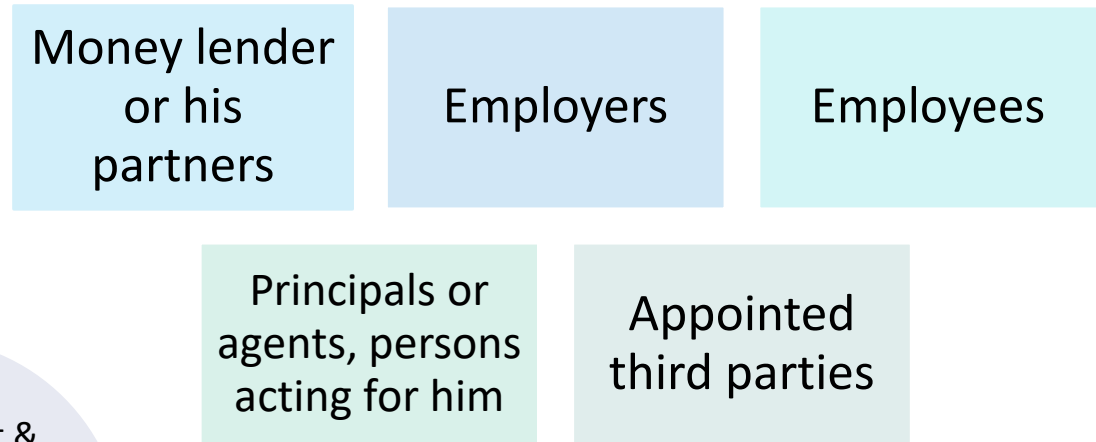 Money lender
or his
partners
Employers
Employees
Principals or
agents, persons
acting for him
Appointed
third parties
&